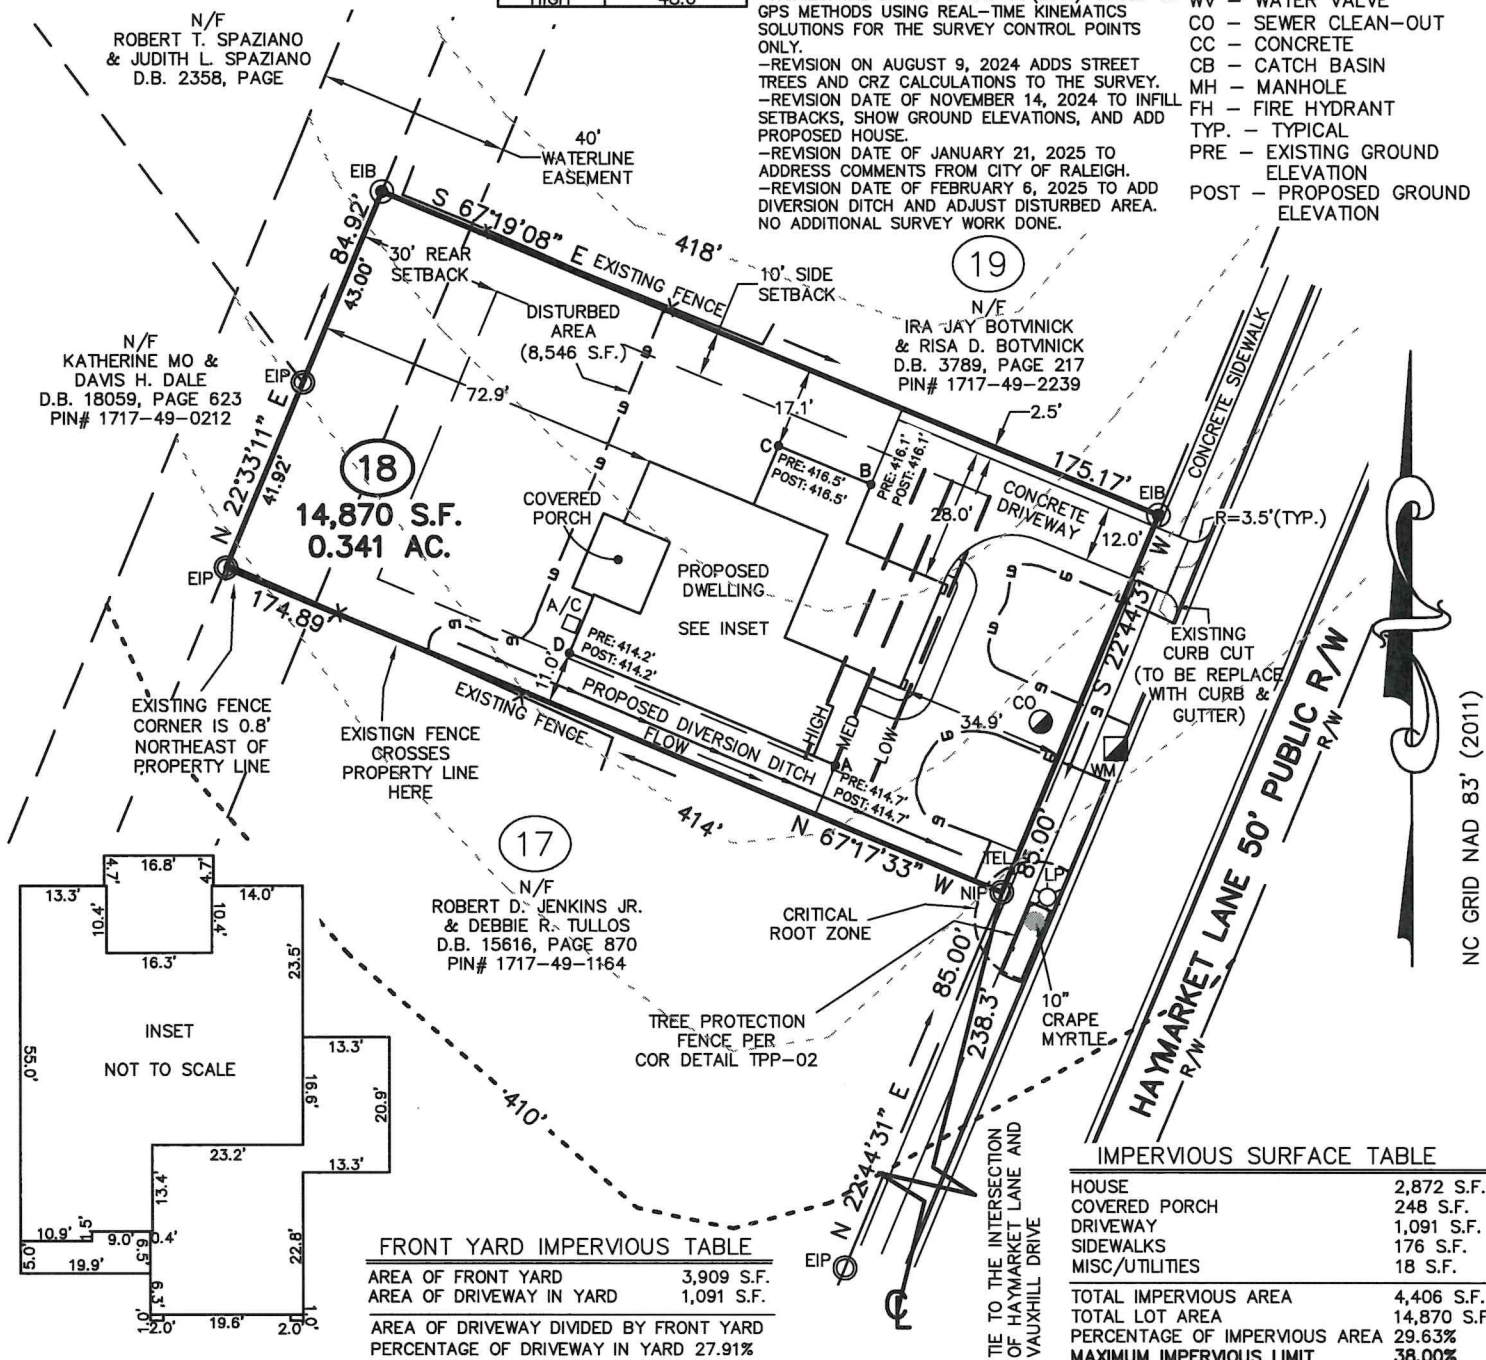 HIGH
GPS METHODS USING REAL-TIME KINEMATICS
SOLUTIONS FOR THE SURVEY CONTROL POINTS
ONLY.
-REVISION ON AUGUST 9, 2024 ADDS STREET
TREES AND CRZ CALCULATIONS TO THE SURVEY.
-REVISION DATE OF NOVEMBER 14, 2024 TO INFILL
SETBACKS, SHOW GROUND ELEVATIONS, AND ADD
PROPOSED HOUSE.
-REVISION DATE OF JANUARY 21, 2025 TO
ADDRESS COMMENTS FROM CITY OF RALEIGH.
-REVISION DATE OF FEBRUARY 6, 2025 TO ADD
DIVERSION DITCH AND ADJUST DISTURBED AREA.
NO ADDITIONAL SURVEY WORK DONE.
WV - WATER VALVE
CO - SEWER CLEAN-OUT
CC - CONCRETE
CB - CATCH BASIN
MH - MANHOLE
FH - FIRE HYDRANT
TYP. - TYPICAL
PRE - EXISTING GROUND
ELEVATION
POST - PROPOSED GROUND
ELEVATION
N/F
ROBERT T. SPAZIANO
& JUDITH L. SPAZIANO
D.B. 2358, PAGE
40'
WATERLINE
EASEMENT
EIB
S 67°19'08" E
EXISTING FENCE
418'
84.92'
43.00'
30' REAR
SETBACK
10' SIDE
SETBACK
DISTURBED
AREA
(8,546 S.F.)
19
N/F
IRA JAY BOTVINICK
& RISA D. BOTVINICK
D.B. 3789, PAGE 217
PIN# 1717-49-2239
CONCRETE SIDEWALK
N/F
KATHERINE MO &
DAVIS H. DALE
D.B. 18059, PAGE 623
PIN# 1717-49-0212
EIP
72.9'
17.1'
2.5'
175.17'
EIB
R=3.5'(TYP.)
N 22°33'11" E
41.92'
18
14,870 S.F.
0.341 AC.
C
PRE: 416.5'
POST: 416.5'
B
PRE: 416.1'
POST: 416.1'
28.0'
CONCRETE
DRIVEWAY
12.0'
COVERED
PORCH
PROPOSED
DWELLING
SEE INSET
A/C
D
PRE: 414.2'
POST: 414.2'
11.0'
EIP
174.89
S 22°44'31" W
EXISTING
CURB CUT
(TO BE REPLACE
WITH CURB &
GUTTER)
EXISTING FENCE
CORNER IS 0.8'
NORTHEAST OF
PROPERTY LINE
EXISTIGN FENCE
CROSSES
PROPERTY LINE
HERE
EXISTING FENCE
PROPOSED DIVERSION DITCH
FLOW
HIGH
MED
LOW
34.9'
CO
WM
A
PRE: 414.7'
POST: 414.7'
414'
N 67°17'33" W
85.00'
TEL
NIP
LP
HAYMARKET LANE 50' PUBLIC R/W
R/W
R/W
NC GRID NAD 83' (2011)
17
N/F
ROBERT D. JENKINS JR.
& DEBBIE R. TULLOS
D.B. 15616, PAGE 870
PIN# 1717-49-1164
CRITICAL
ROOT ZONE
85.00'
238.3'
10"
CRAPE
MYRTLE
TREE PROTECTION
FENCE PER
COR DETAIL TPP-02
410'
N 22°44'31" E
EIP
CL
TIE TO THE INTERSECTION
OF HAYMARKET LANE AND
VAUXHILL DRIVE
16.8'
4.7'
4.7'
13.3'
14.0'
10.4'
10.4'
16.3'
23.5'
INSET
NOT TO SCALE
55.0'
13.3'
16.6'
20.9'
23.2'
13.3'
13.4'
10.9'
1.5'
9.0'
0.4'
5.0'
6.5'
19.9'
22.8'
6.3'
1.0'
2.0'
19.6'
2.0'
1.0'
FRONT YARD IMPERVIOUS TABLE
AREA OF FRONT YARD 3,909 S.F.
AREA OF DRIVEWAY IN YARD 1,091 S.F.
AREA OF DRIVEWAY DIVIDED BY FRONT YARD
PERCENTAGE OF DRIVEWAY IN YARD 27.91%
IMPERVIOUS SURFACE TABLE
HOUSE 2,872 S.F.
COVERED PORCH 248 S.F.
DRIVEWAY 1,091 S.F.
SIDEWALKS 176 S.F.
MISC/UTILITIES 18 S.F.
TOTAL IMPERVIOUS AREA 4,406 S.F.
TOTAL LOT AREA 14,870 S.F.
PERCENTAGE OF IMPERVIOUS AREA 29.63%
MAXIMUM IMPERVIOUS LIMIT 38.00%